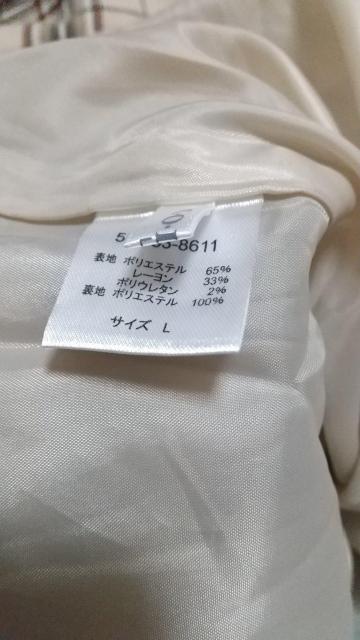 8611
表地 ポリエステル 65%
レーヨン 33%
ポリウレタン 2%
裏地 ポリエステル 100%
サイズ L